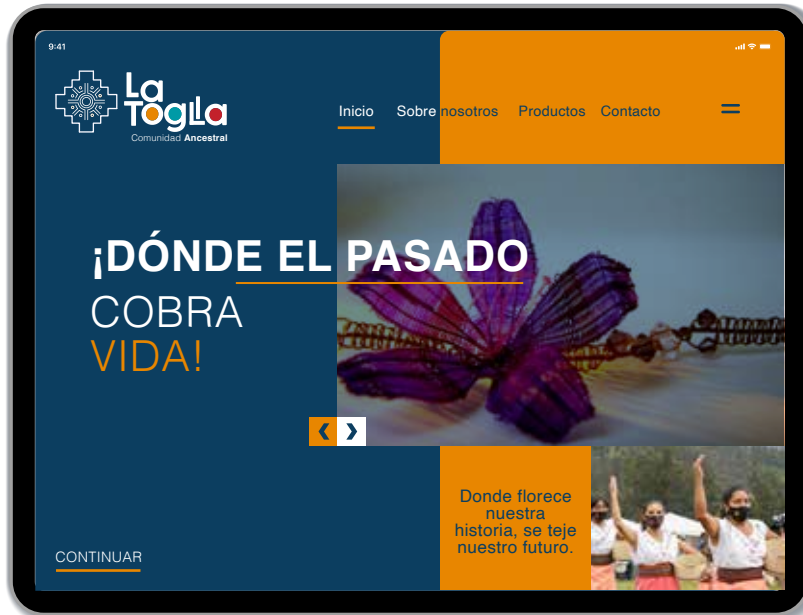 9:41
La
Toglla
Comunidad Ancestral
Inicio Sobre nosotros Productos Contacto
¡DÓNDE EL PASADO
COBRA
VIDA!
Donde florece
nuestra
historia, se teje
nuestro futuro.
CONTINUAR